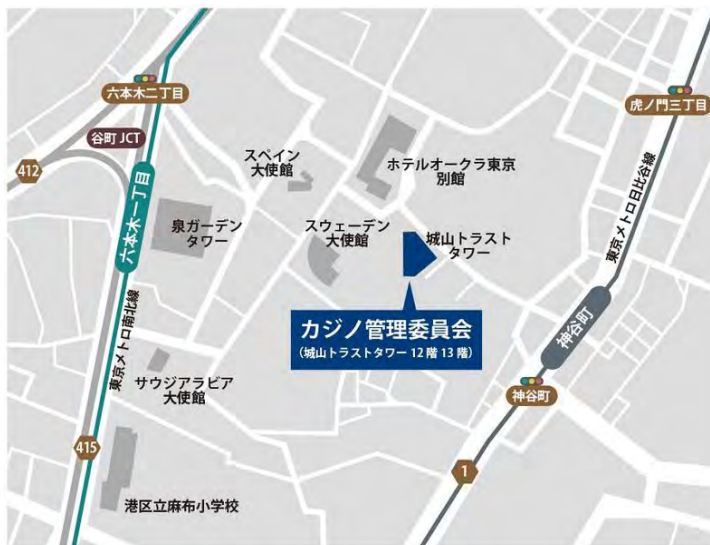 六本木二丁目
虎ノ門三丁目
谷町 JCT
412
スペイン
大使館
ホテルオークラ東京
別館
東京メトロ日比谷線
六本木一丁目
泉ガーデン
タワー
スウェーデン
大使館
城山トラスト
タワー
カジノ管理委員会
（城山トラストタワー 12 階 13 階）
神谷町
東京メトロ南北線
サウジアラビア
大使館
神谷町
415
1
港区立麻布小学校